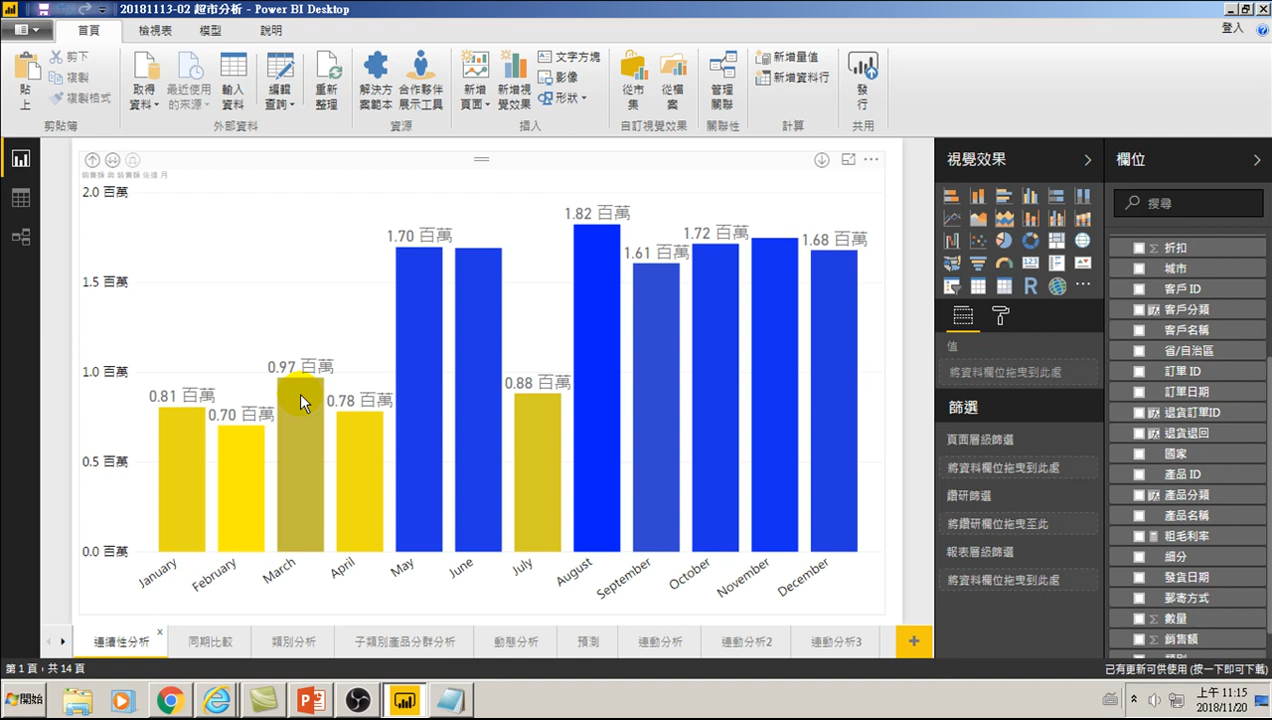 20181113-02 超市分析 - Power BI Desktop
首頁
檢視表
模型
說明
登入
貼上
剪下
複製
複製格式
剪貼簿
取得資料
最近使用的來源
輸入資料
編輯查詢
重新整理
外部資料
解決方案範本
合作夥伴展示工具
資源
新增頁面
新增視覺效果
文字方塊
影像
形狀
插入
從市集
從檔案
自訂視覺效果
管理關聯
關聯性
新增量值
新增資料行
計算
發行
共用
銷售額 與 銷售額 依據 月
2.0 百萬
1.5 百萬
1.0 百萬
0.5 百萬
0.0 百萬
0.81 百萬
0.70 百萬
0.97 百萬
0.78 百萬
1.70 百萬
0.88 百萬
1.82 百萬
1.61 百萬
1.72 百萬
1.68 百萬
January
February
March
April
May
June
July
August
September
October
November
December
視覺效果
R
值
將資料欄位拖曳到此處
篩選
頁面層級篩選
將資料欄位拖曳到此處
鑽研篩選
將鑽研欄位拖曳至此
報表層級篩選
將資料欄位拖曳到此處
欄位
搜尋
折扣
城市
客戶 ID
客戶分類
客戶名稱
省/自治區
訂單 ID
訂單日期
退貨訂單ID
退貨退回
國家
產品 ID
產品分類
產品名稱
粗毛利率
細分
發貨日期
郵寄方式
數量
銷售額
連續性分析
同期比較
類別分析
子類別產品分群分析
動態分析
預測
連動分析
連動分析2
連動分析3
第 1 頁，共 14 頁
已有更新可供使用 (按一下即可下載)
開始
上午 11:15
2018/11/20